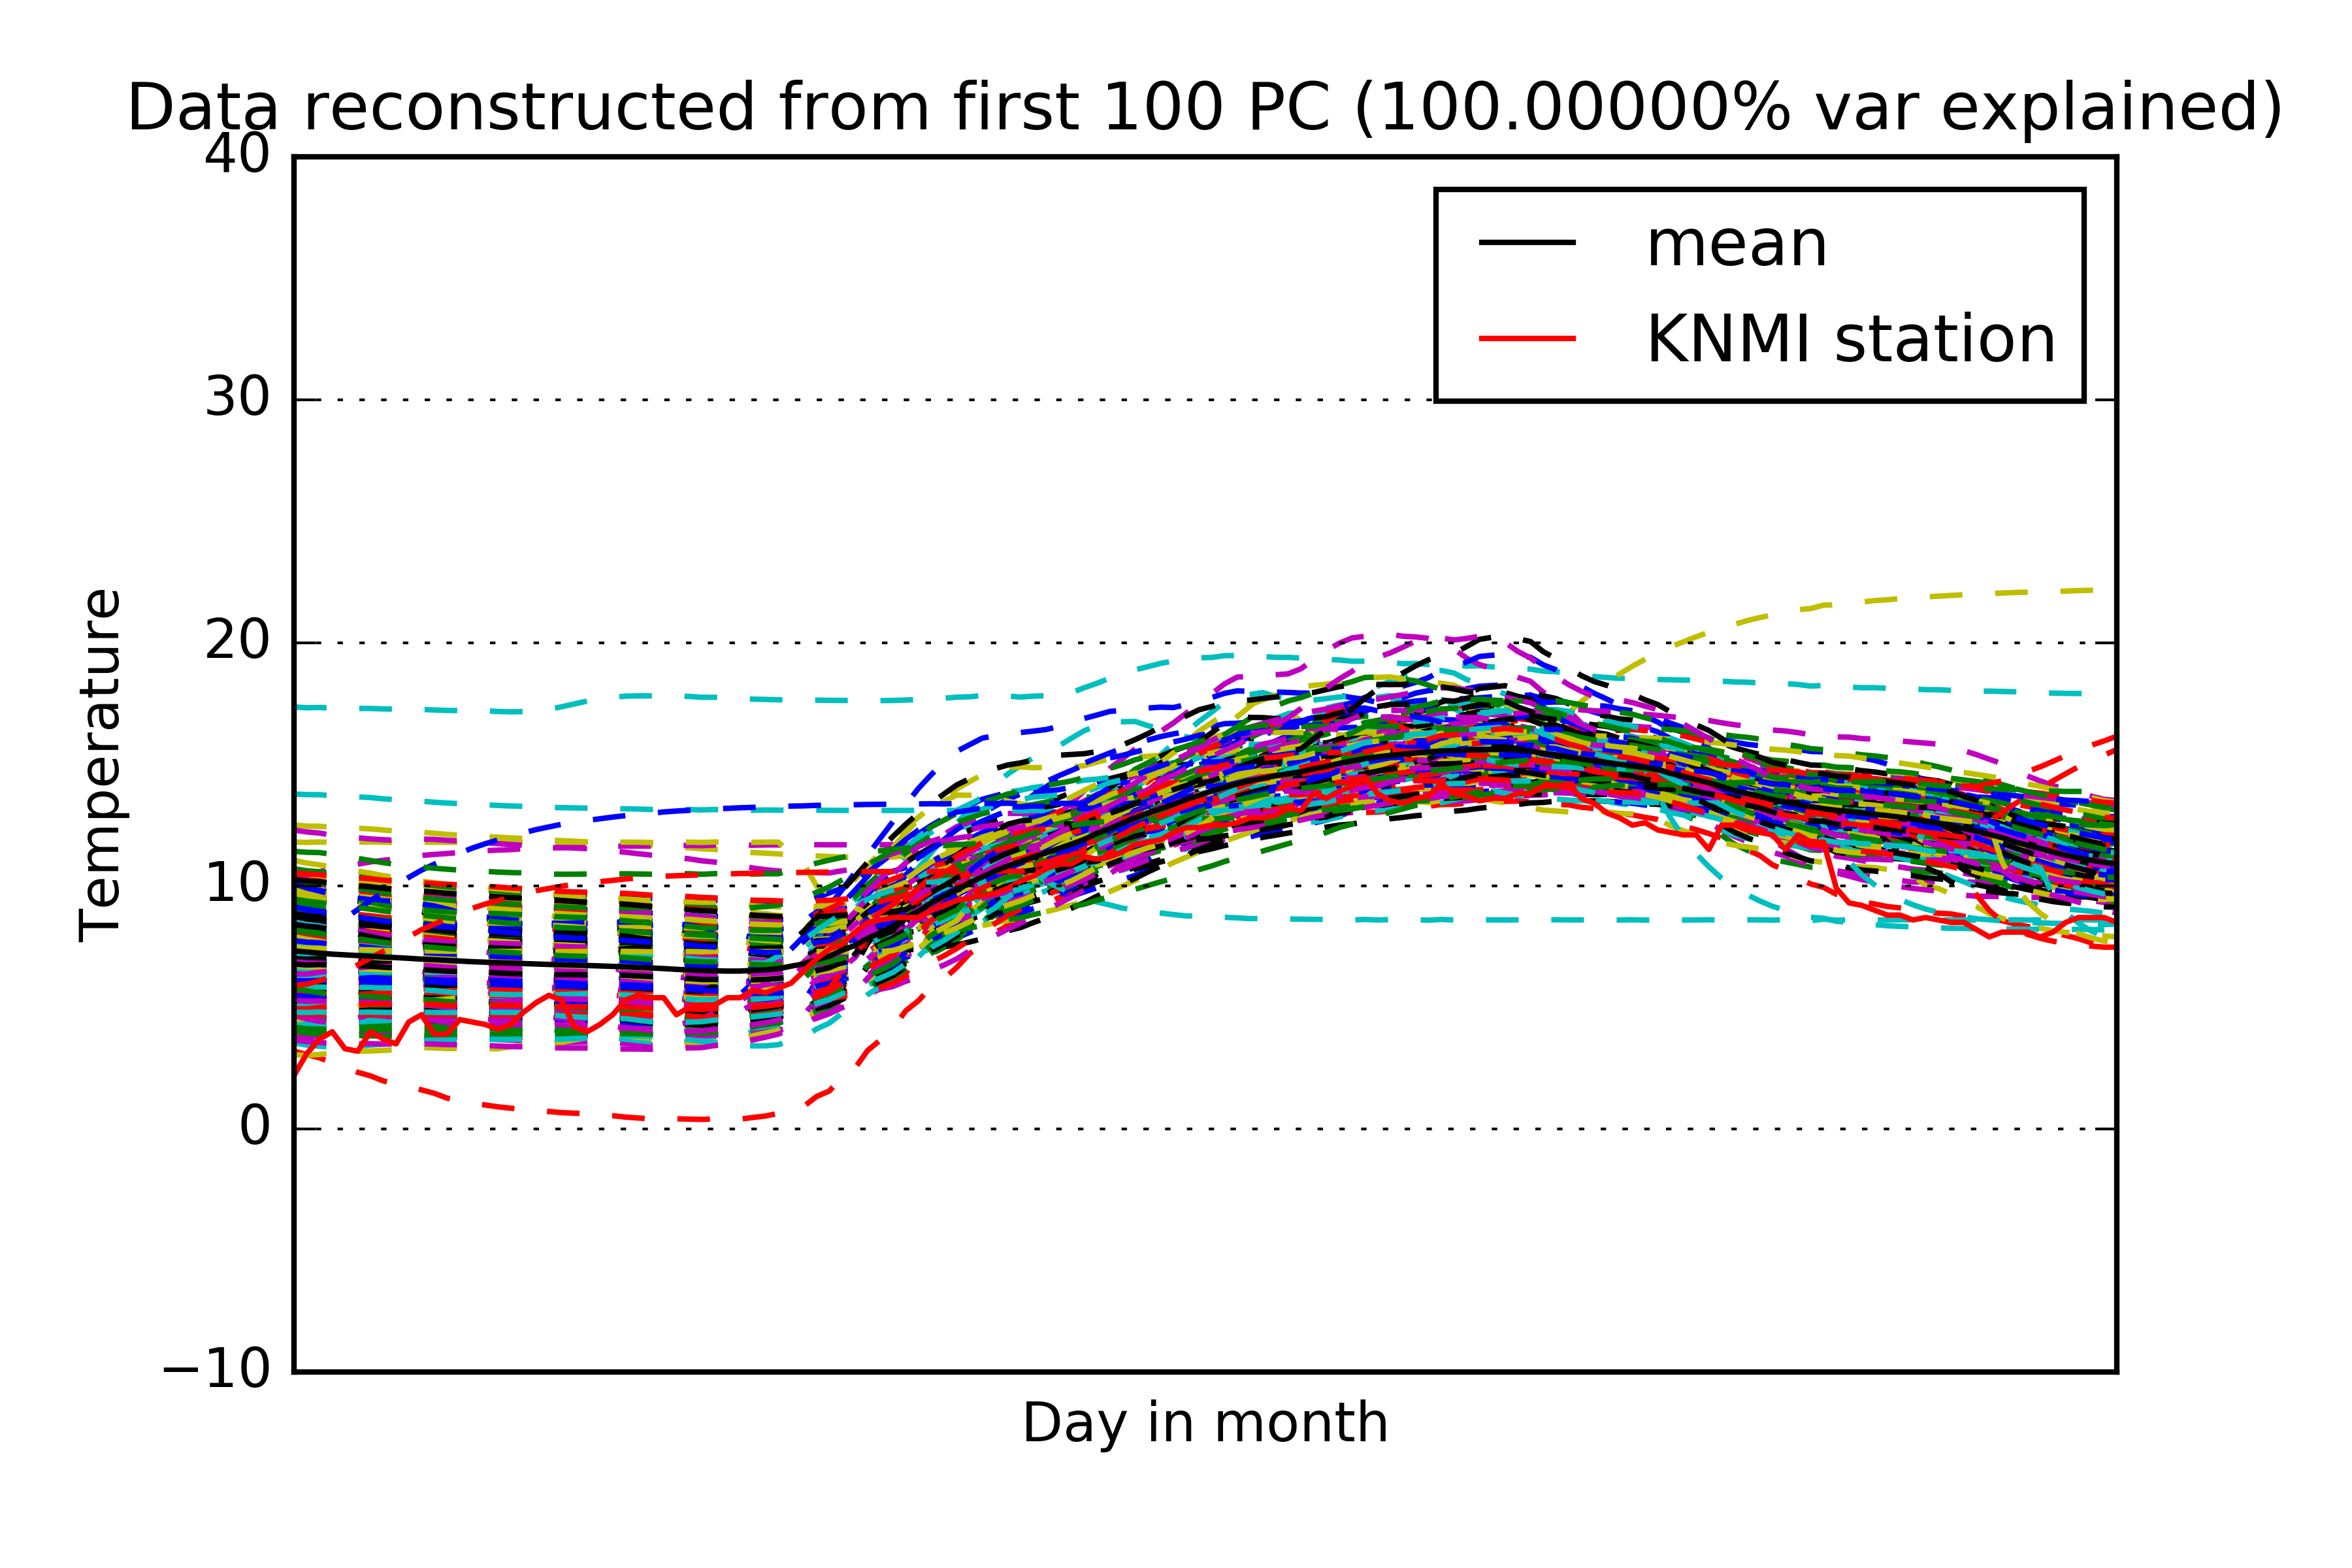 Data reconstructed from first 100 PC (100.00000% var explained)
40
30
20
10
0
−10
Temperature
mean
KNMI station
Day in month